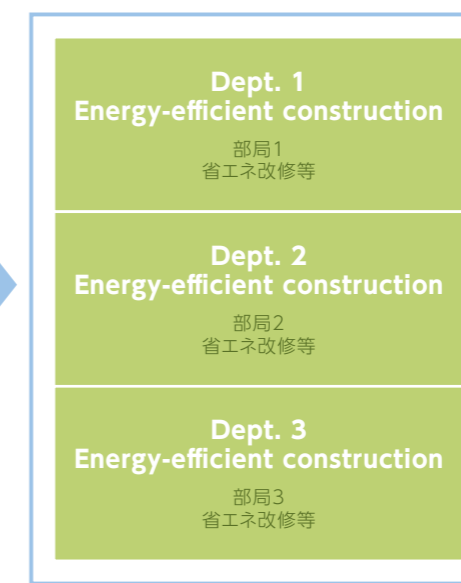 Dept. 1
Energy-efficient construction
部局1
省エネ改修等
Dept. 2
Energy-efficient construction
部局2
省エネ改修等
Dept. 3
Energy-efficient construction
部局3
省エネ改修等